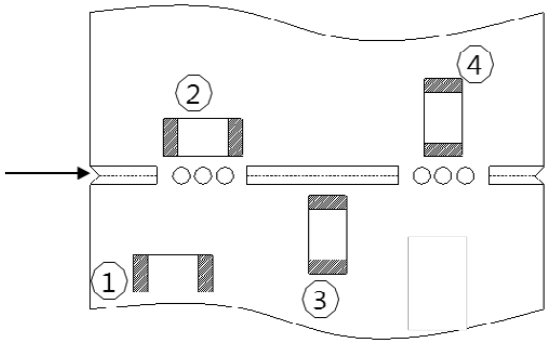 ④
②
①
③